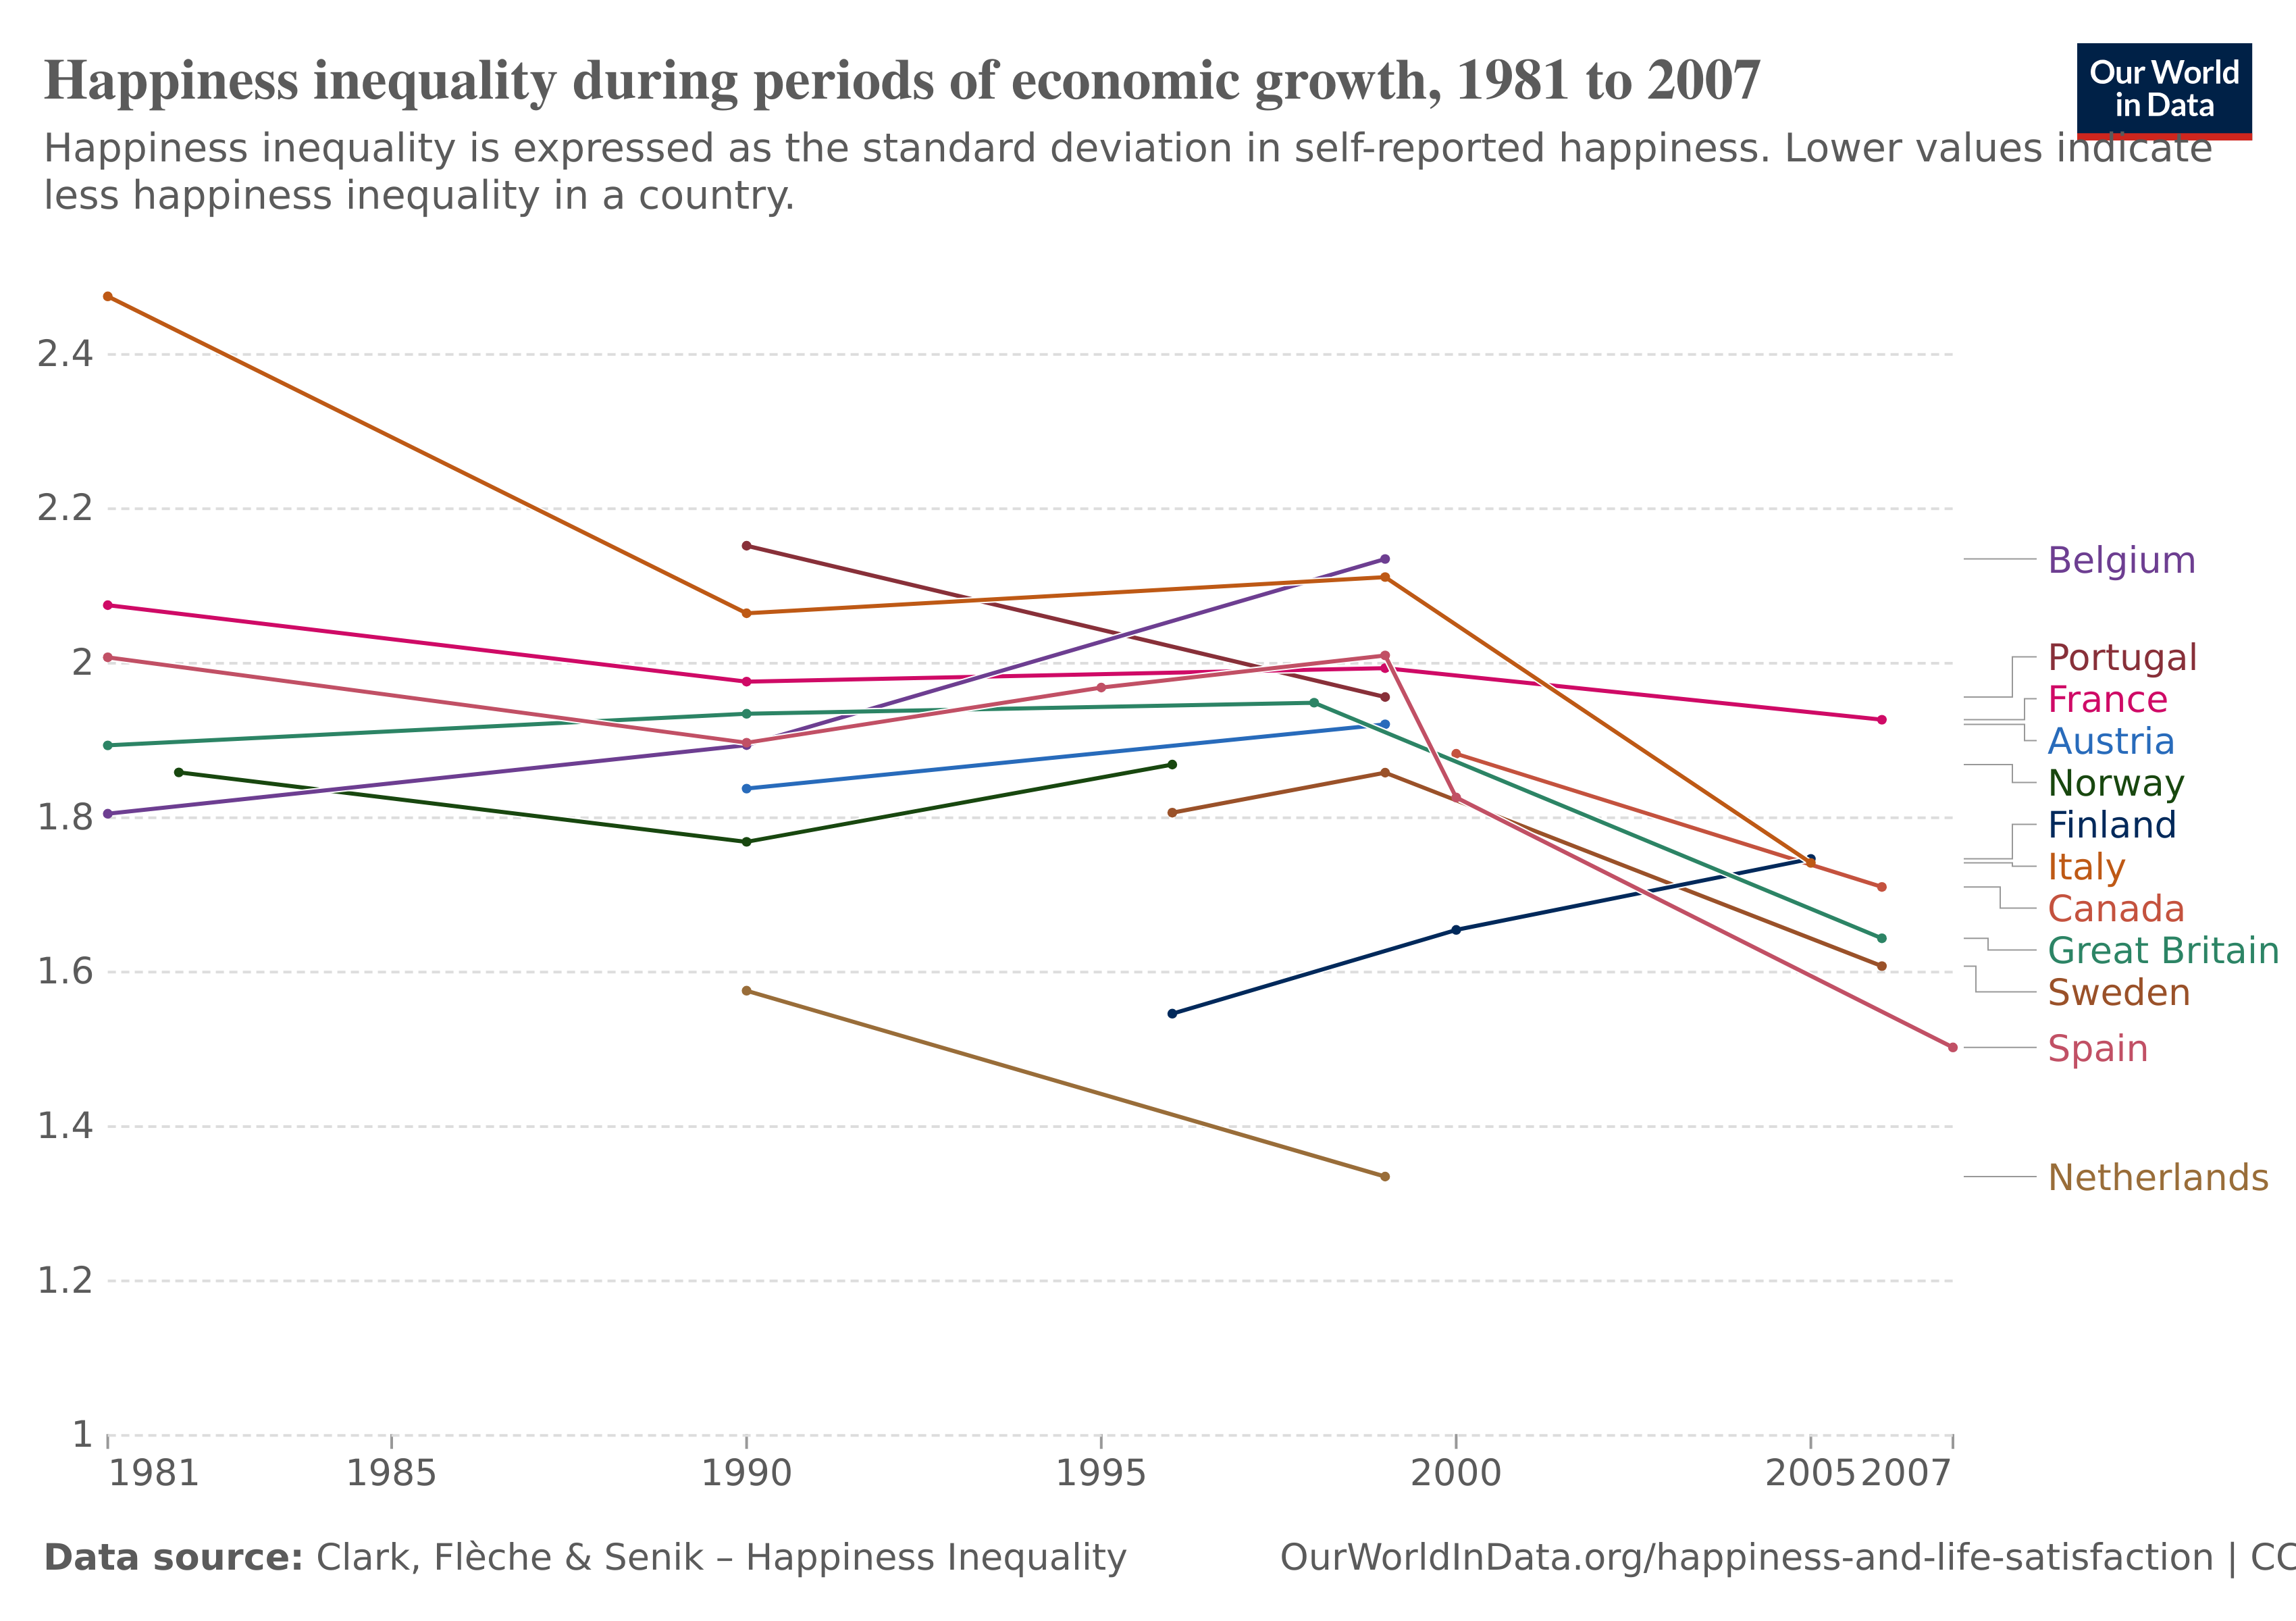 Happiness inequality during periods of economic growth, 1981 to 2007
Our World
in Data
Happiness inequality is expressed as the standard deviation in self-reported happiness. Lower values indicate
less happiness inequality in a country.
2.4
2.2
2
1.8
1.6
1.4
1.2
1
Belgium
Portugal
France
Austria
Norway
Finland
Italy
Canada
Great Britain
Sweden
Spain
Netherlands
1981 1985 1990 1995 2000 2005 2007
Data source: Clark, Flèche & Senik – Happiness Inequality
OurWorldInData.org/happiness-and-life-satisfaction | CC